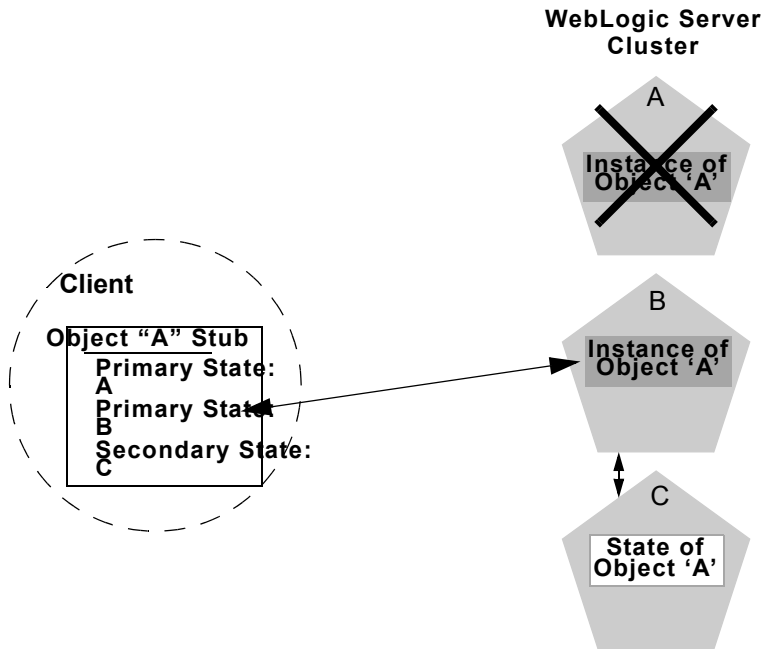 WebLogic Server
Cluster
A
Instance of
Object ‘A’
Client
Object “A” Stub
Primary State:
A
Primary State:
B
Secondary State:
C
B
Instance of
Object ‘A’
C
State of
Object ‘A’